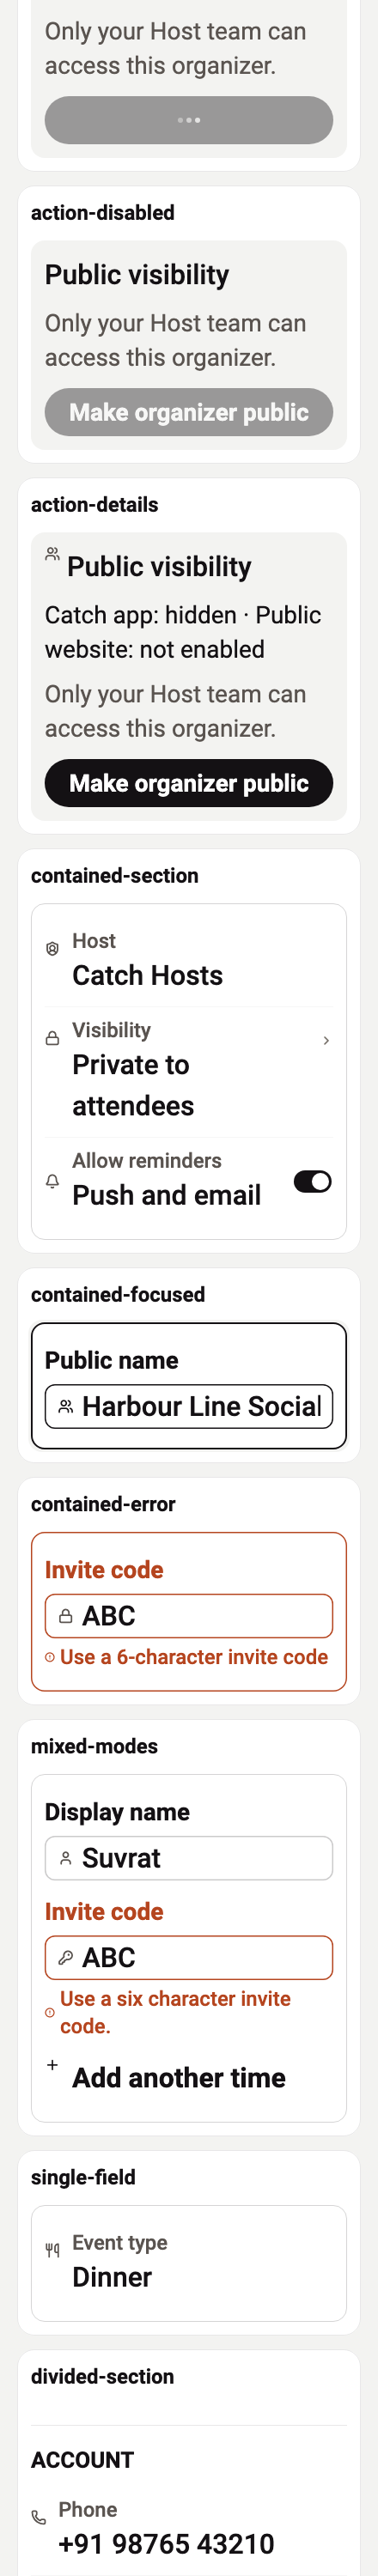 Only your Host team can
access this organizer.
action-disabled
Public visibility
Only your Host team can
access this organizer.
Make organizer public
action-details
Public visibility
Catch app: hidden · Public
website: not enabled
Only your Host team can
access this organizer.
Make organizer public
contained-section
Host
Catch Hosts
Visibility
Private to
attendees
Allow reminders
Push and email
contained-focused
Public name
Harbour Line Social
contained-error
Invite code
ABC
Use a 6-character invite code
mixed-modes
Display name
Suvrat
Invite code
ABC
Use a six character invite
code.
Add another time
single-field
Event type
Dinner
divided-section
ACCOUNT
Phone
+91 98765 43210